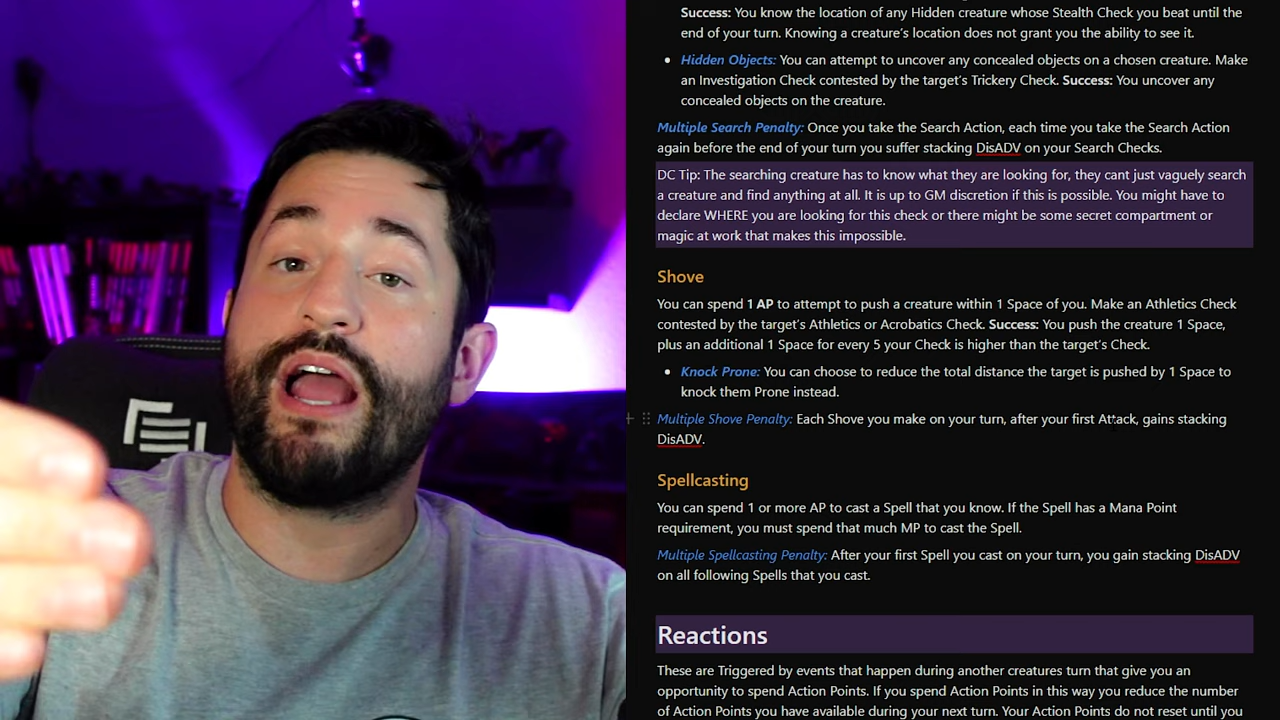 Success: You know the location of any Hidden creature whose Stealth Check you beat until the
end of your turn. Knowing a creature's location does not grant you the ability to see it.
Hidden Objects: You can attempt to uncover any concealed objects on a chosen creature. Make
an Investigation Check contested by the target's Trickery Check. Success: You uncover any
concealed objects on the creature.
Multiple Search Penalty: Once you take the Search Action, each time you take the Search Action
again before the end of your turn you suffer stacking DisADV on your Search Checks.
DC Tip: The searching creature has to know what they are looking for, they cant just vaguely search
a creature and find anything at all. It is up to GM discretion if this is possible. You might have to
declare WHERE you are looking for this check or there might be some secret compartment or
magic at work that makes this impossible.
Shove
You can spend 1 AP to attempt to push a creature within 1 Space of you. Make an Athletics Check
contested by the target's Athletics or Acrobatics Check. Success: You push the creature 1 Space,
plus an additional 1 Space for every 5 your Check is higher than the target's Check.
Knock Prone: You can choose to reduce the total distance the target is pushed by 1 Space to
knock them Prone instead.
Multiple Shove Penalty: Each Shove you make on your turn, after your first Attack, gains stacking
DisADV.
Spellcasting
You can spend 1 or more AP to cast a Spell that you know. If the Spell has a Mana Point
requirement, you must spend that much MP to cast the Spell.
Multiple Spellcasting Penalty: After your first Spell you cast on your turn, you gain stacking DisADV
on all following Spells that you cast.
Reactions
These are Triggered by events that happen during another creatures turn that give you an
opportunity to spend Action Points. If you spend Action Points in this way you reduce the number
of Action Points you have available during your next turn. Your Action Points do not reset until you